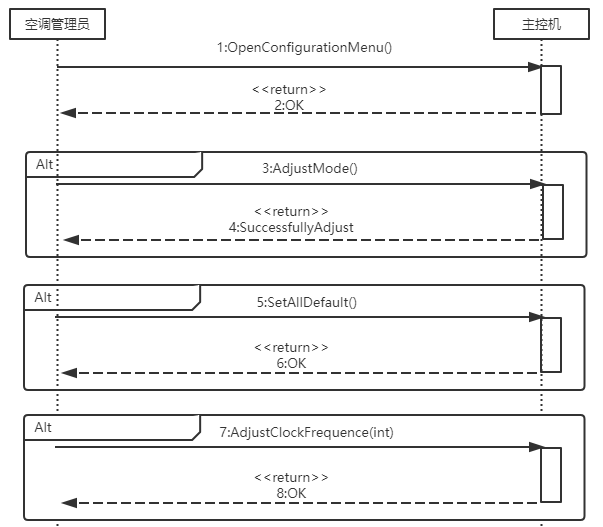 空调管理员
主控机
1:OpenConfigurationMenu()
<<return>>
2:OK
Alt
3:AdjustMode()
<<return>>
4:SuccessfullyAdjust
Alt
5:SetAllDefault()
<<return>>
6:OK
Alt
7:AdjustClockFrequence(int)
<<return>>
8:OK